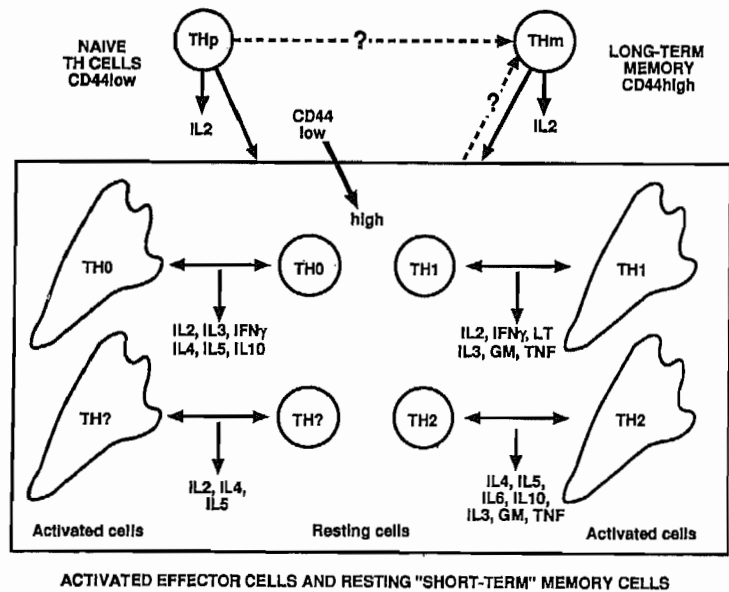 NAIVE
TH CELLS
CD44low
THp
?
THm
LONG-TERM
MEMORY
CD44high
IL2
IL2
?
CD44
low
high
TH0
TH0
TH1
TH1
IL2, IL3, IFNγ
IL4, IL5, IL10
IL2, IFNγ, LT
IL3, GM, TNF
TH?
TH?
TH2
TH2
IL2, IL4,
IL5
IL4, IL5,
IL6, IL10,
IL3, GM, TNF
Activated cells
Resting cells
Activated cells
ACTIVATED EFFECTOR CELLS AND RESTING "SHORT-TERM" MEMORY CELLS